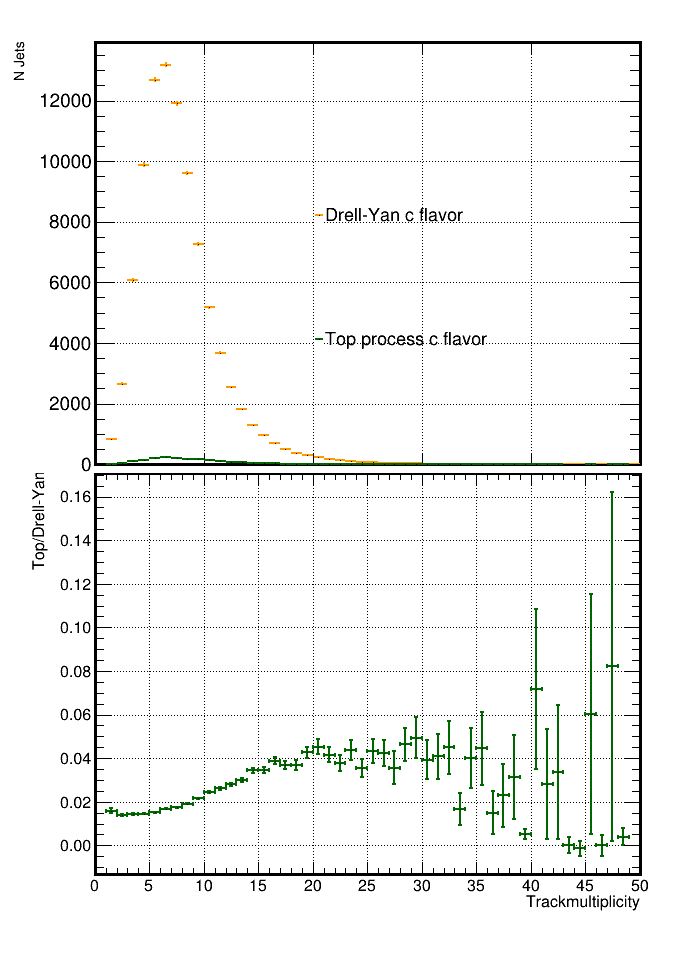 N Jets
12000
10000
8000
6000
4000
2000
0
Drell-Yan c flavor
Top process c flavor
Top/Drell-Yan
0.16
0.14
0.12
0.10
0.08
0.06
0.04
0.02
0.00
0 5 10 15 20 25 30 35 40 45 50
Trackmultiplicity